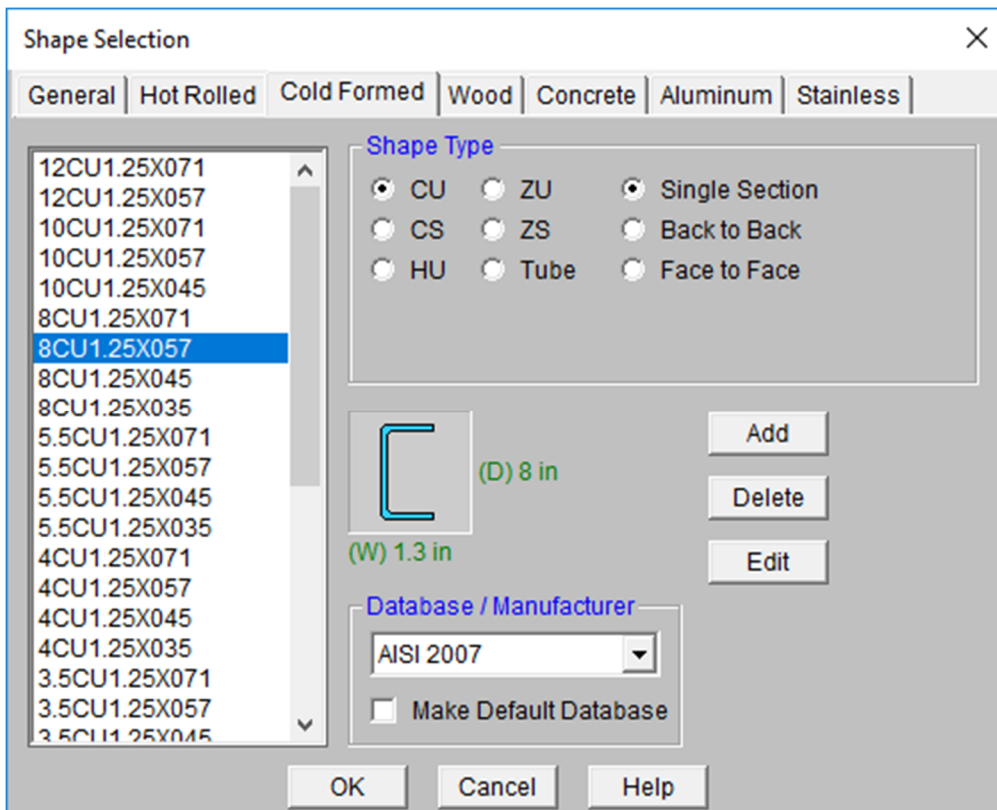 Shape Selection
General Hot Rolled Cold Formed Wood Concrete Aluminum Stainless
12CU1.25X071
12CU1.25X057
10CU1.25X071
10CU1.25X057
10CU1.25X045
8CU1.25X071
8CU1.25X057
8CU1.25X045
8CU1.25X035
5.5CU1.25X071
5.5CU1.25X057
5.5CU1.25X045
5.5CU1.25X035
4CU1.25X071
4CU1.25X057
4CU1.25X045
4CU1.25X035
3.5CU1.25X071
3.5CU1.25X057
3.5CU1.25X045
Shape Type
CU ZU Single Section
CS ZS Back to Back
HU Tube Face to Face
(D) 8 in
(W) 1.3 in
Add
Delete
Edit
Database / Manufacturer
AISI 2007
Make Default Database
OK Cancel Help